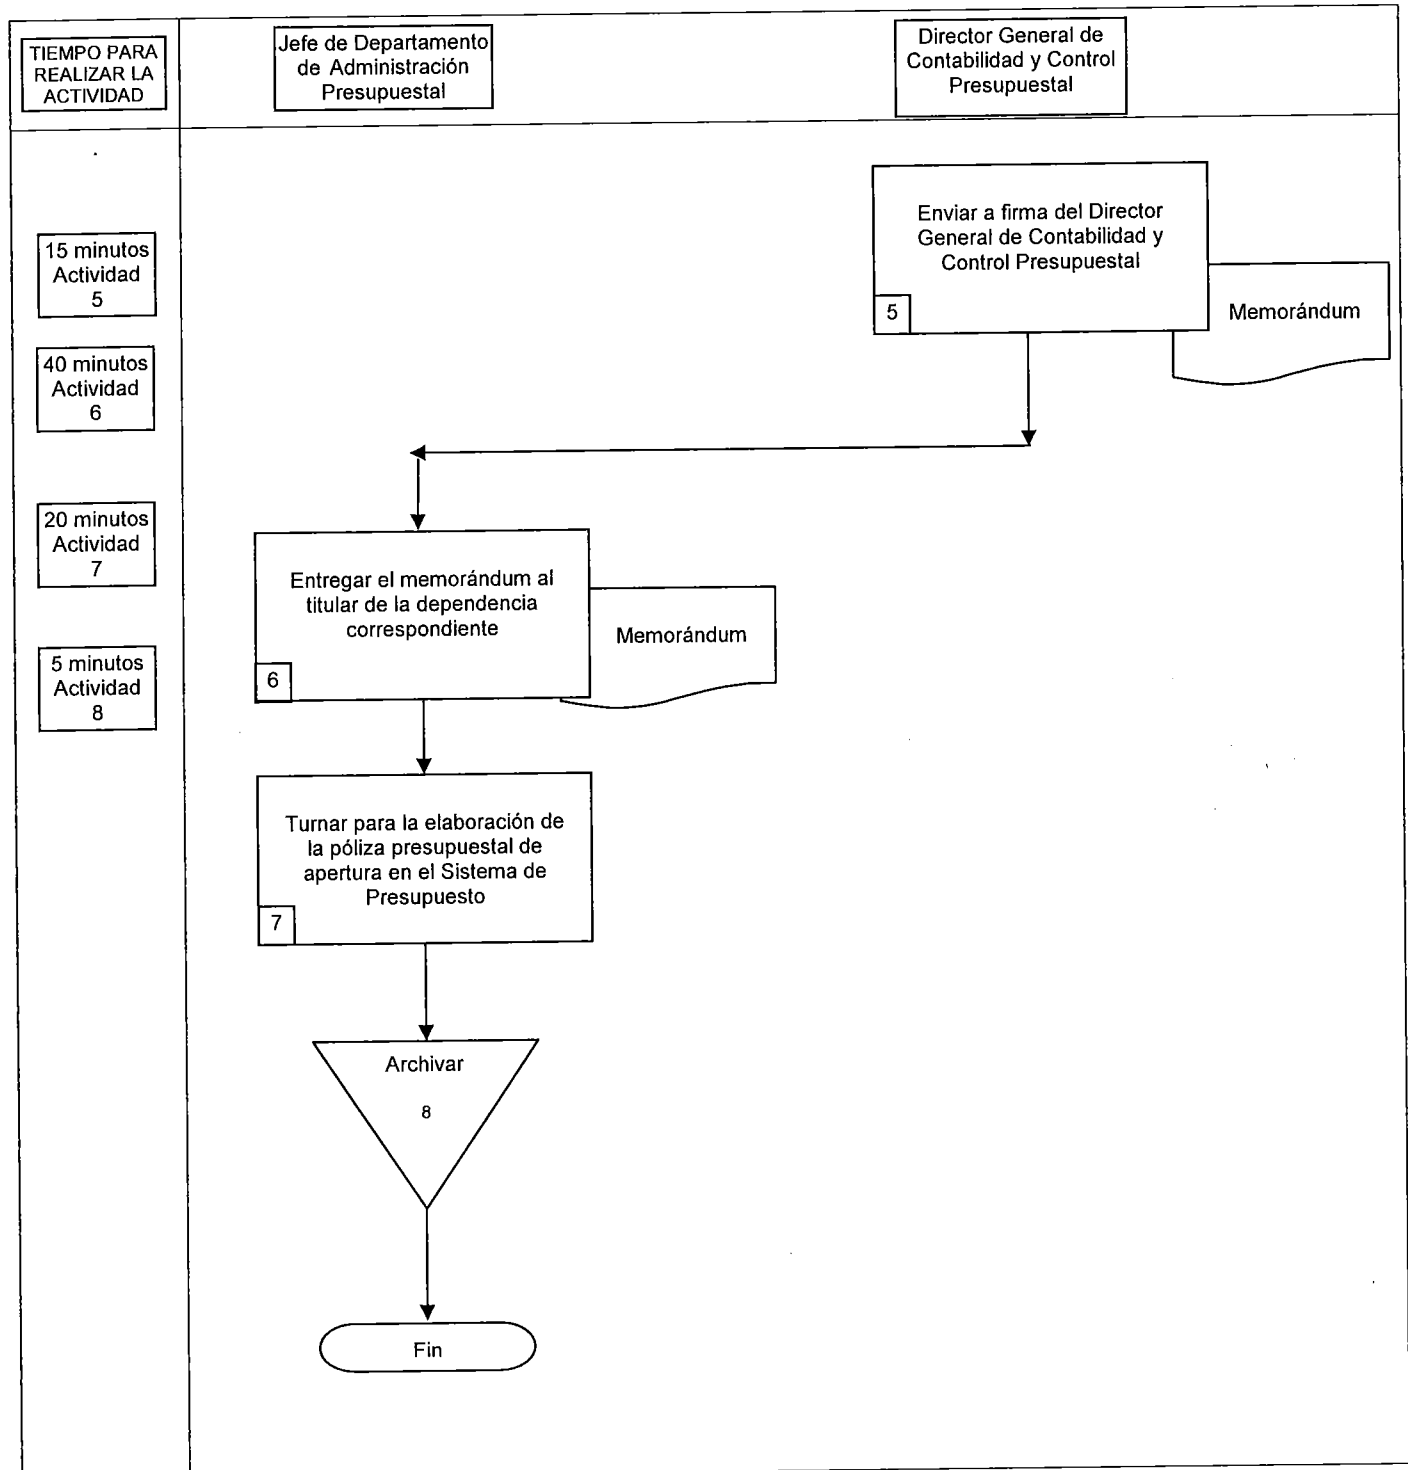 TIEMPO PARA
REALIZAR LA
ACTIVIDAD
Jefe de Departamento
de Administración
Presupuestal
Director General de
Contabilidad y Control
Presupuestal
15 minutos
Actividad
5
40 minutos
Actividad
6
20 minutos
Actividad
7
5 minutos
Actividad
8
Enviar a firma del Director
General de Contabilidad y
Control Presupuestal
5
Memorándum
Entregar el memorándum al
titular de la dependencia
correspondiente
6
Memorándum
Turnar para la elaboración de
la póliza presupuestal de
apertura en el Sistema de
Presupuesto
7
Archivar
8
Fin